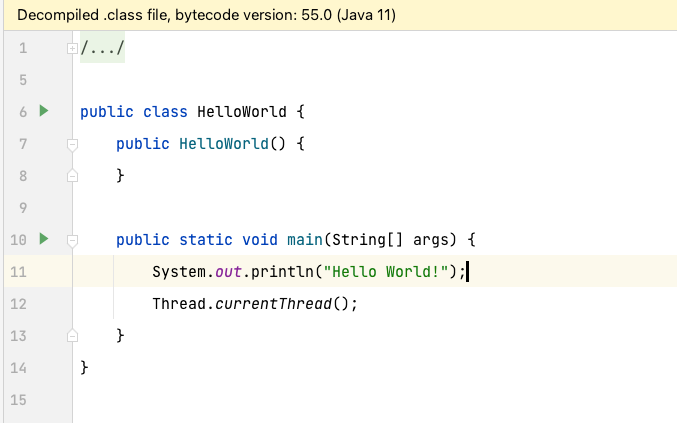 Decompiled .class file, bytecode version: 55.0 (Java 11)
1 /.../
5
6 public class HelloWorld {
7 public HelloWorld() {
8 }
9
10 public static void main(String[] args) {
11 System.out.println("Hello World!");
12 Thread.currentThread();
13 }
14 }
15